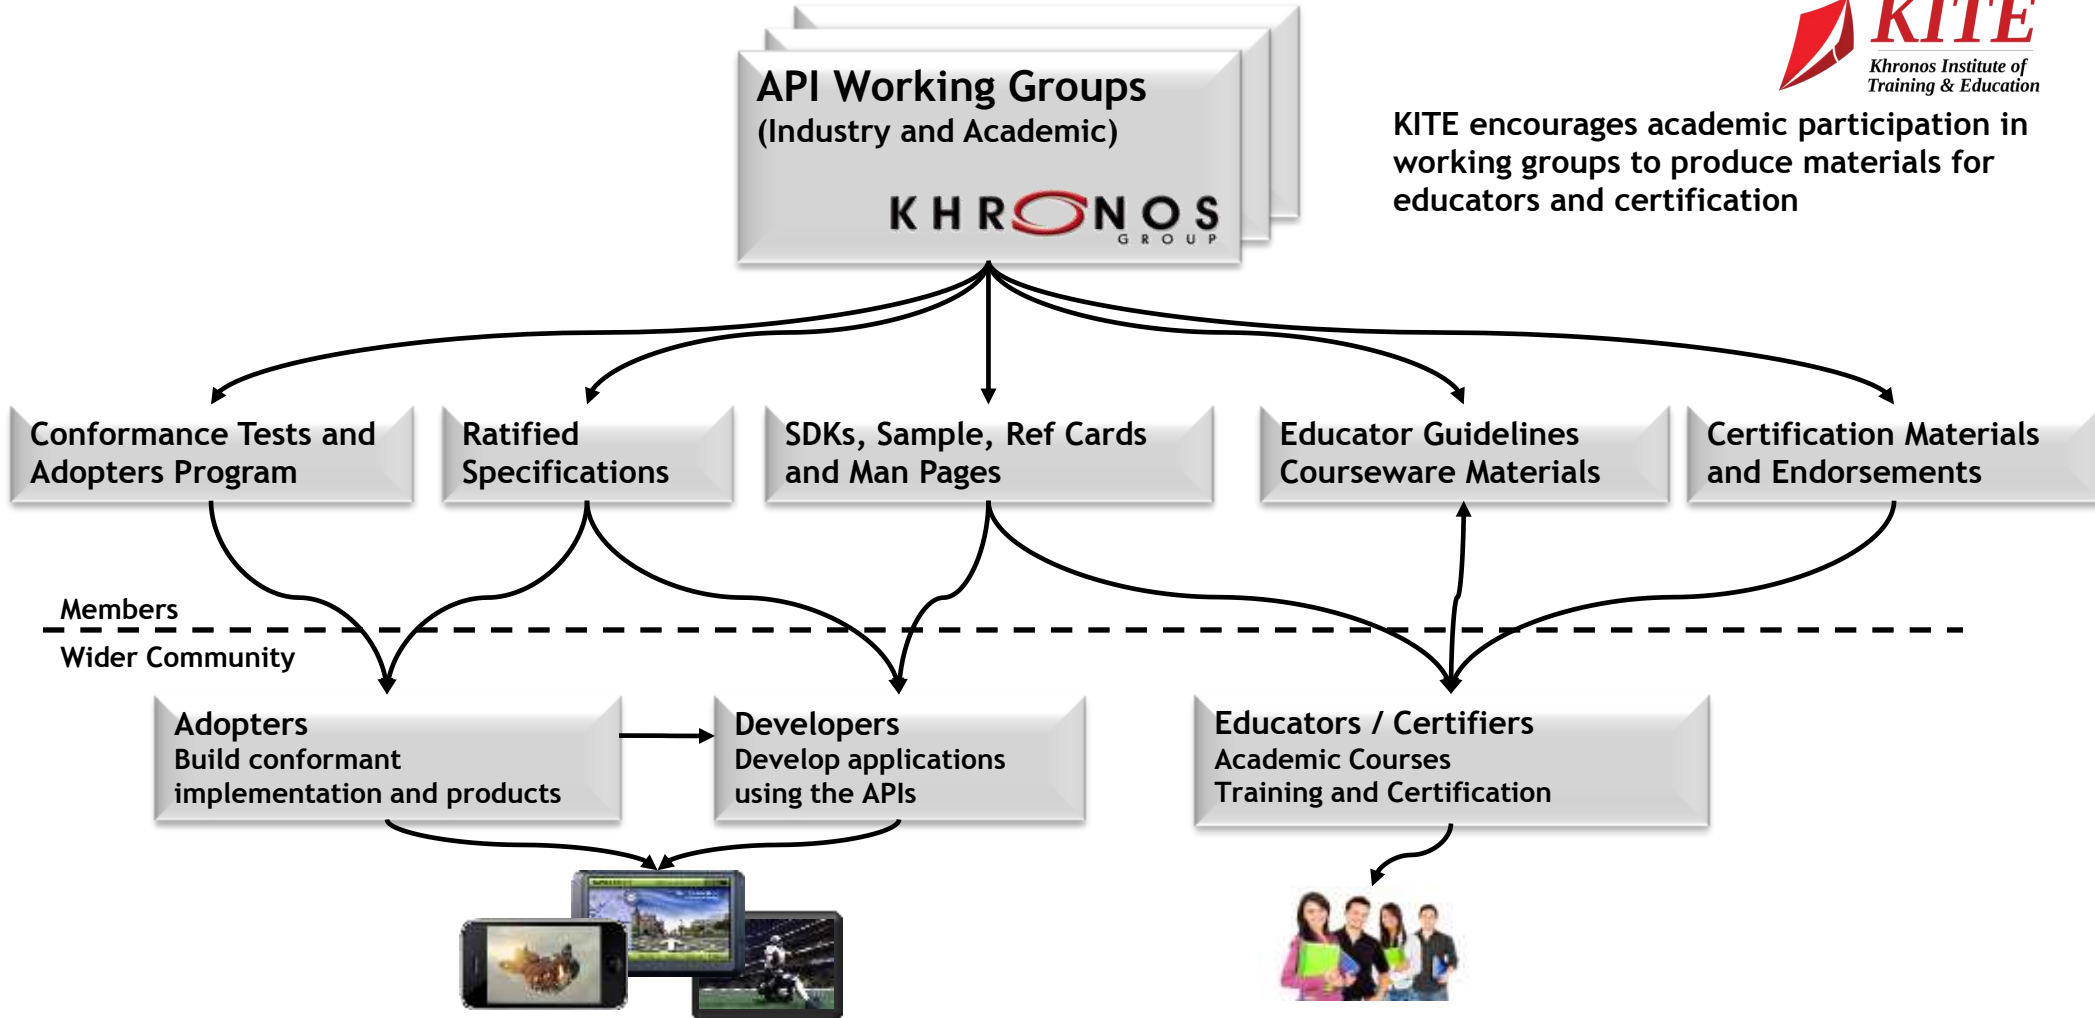 KITE
Khronos Institute of
Training & Education
API Working Groups
(Industry and Academic)
KHRONOS
GROUP
KITE encourages academic participation in
working groups to produce materials for
educators and certification
Conformance Tests and
Adopters Program
Ratified
Specifications
SDKs, Sample, Ref Cards
and Man Pages
Educator Guidelines
Courseware Materials
Certification Materials
and Endorsements
Members
Wider Community
Adopters
Build conformant
implementation and products
Developers
Develop applications
using the APIs
Educators / Certifiers
Academic Courses
Training and Certification